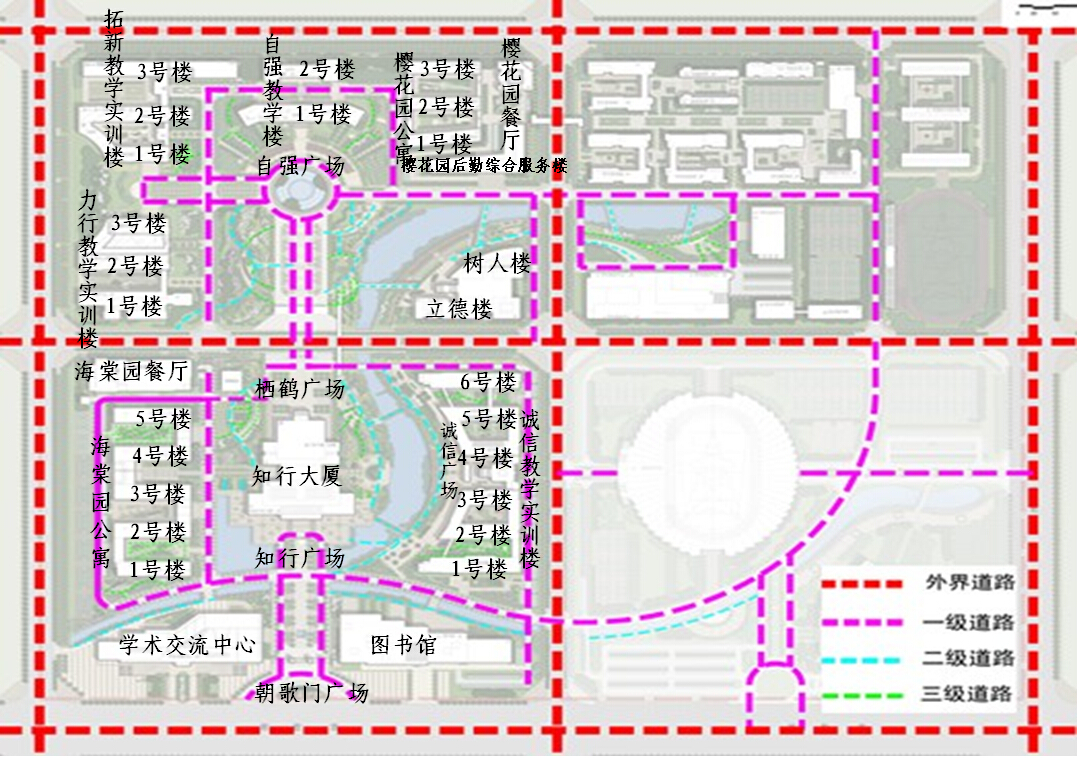 拓新教学实训楼
3号楼
2号楼
1号楼
自强教学楼
2号楼
1号楼
自强广场
樱花园公寓
3号楼
2号楼
1号楼
樱花园餐厅
樱花园后勤综合服务楼
力行教学实训楼
3号楼
2号楼
1号楼
树人楼
立德楼
海棠园餐厅
海棠园公寓
5号楼
4号楼
3号楼
2号楼
1号楼
栖鹤广场
知行大厦
知行广场
诚信广场
6号楼
5号楼
4号楼
3号楼
2号楼
1号楼
诚信教学实训楼
学术交流中心
图书馆
朝歌门广场
外界道路
一级道路
二级道路
三级道路